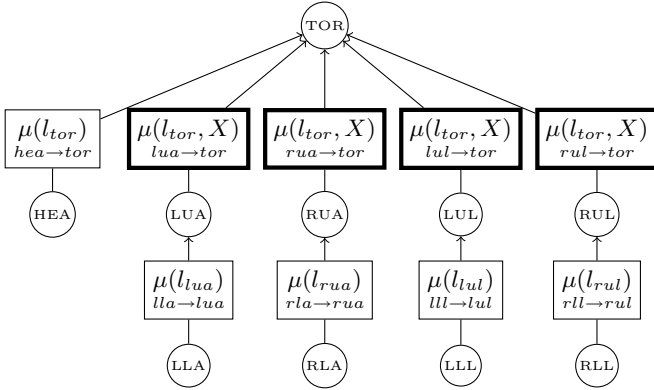 TOR
μ(l_tor) μ(l_tor, X) μ(l_tor, X) μ(l_tor, X) μ(l_tor, X)
hea→tor lua→tor rua→tor lul→tor rul→tor
HEA LUA RUA LUL RUL
μ(l_lua) μ(l_rua) μ(l_lul) μ(l_rul)
lla→lua rla→rua lll→lul rll→rul
LLA RLA LLL RLL